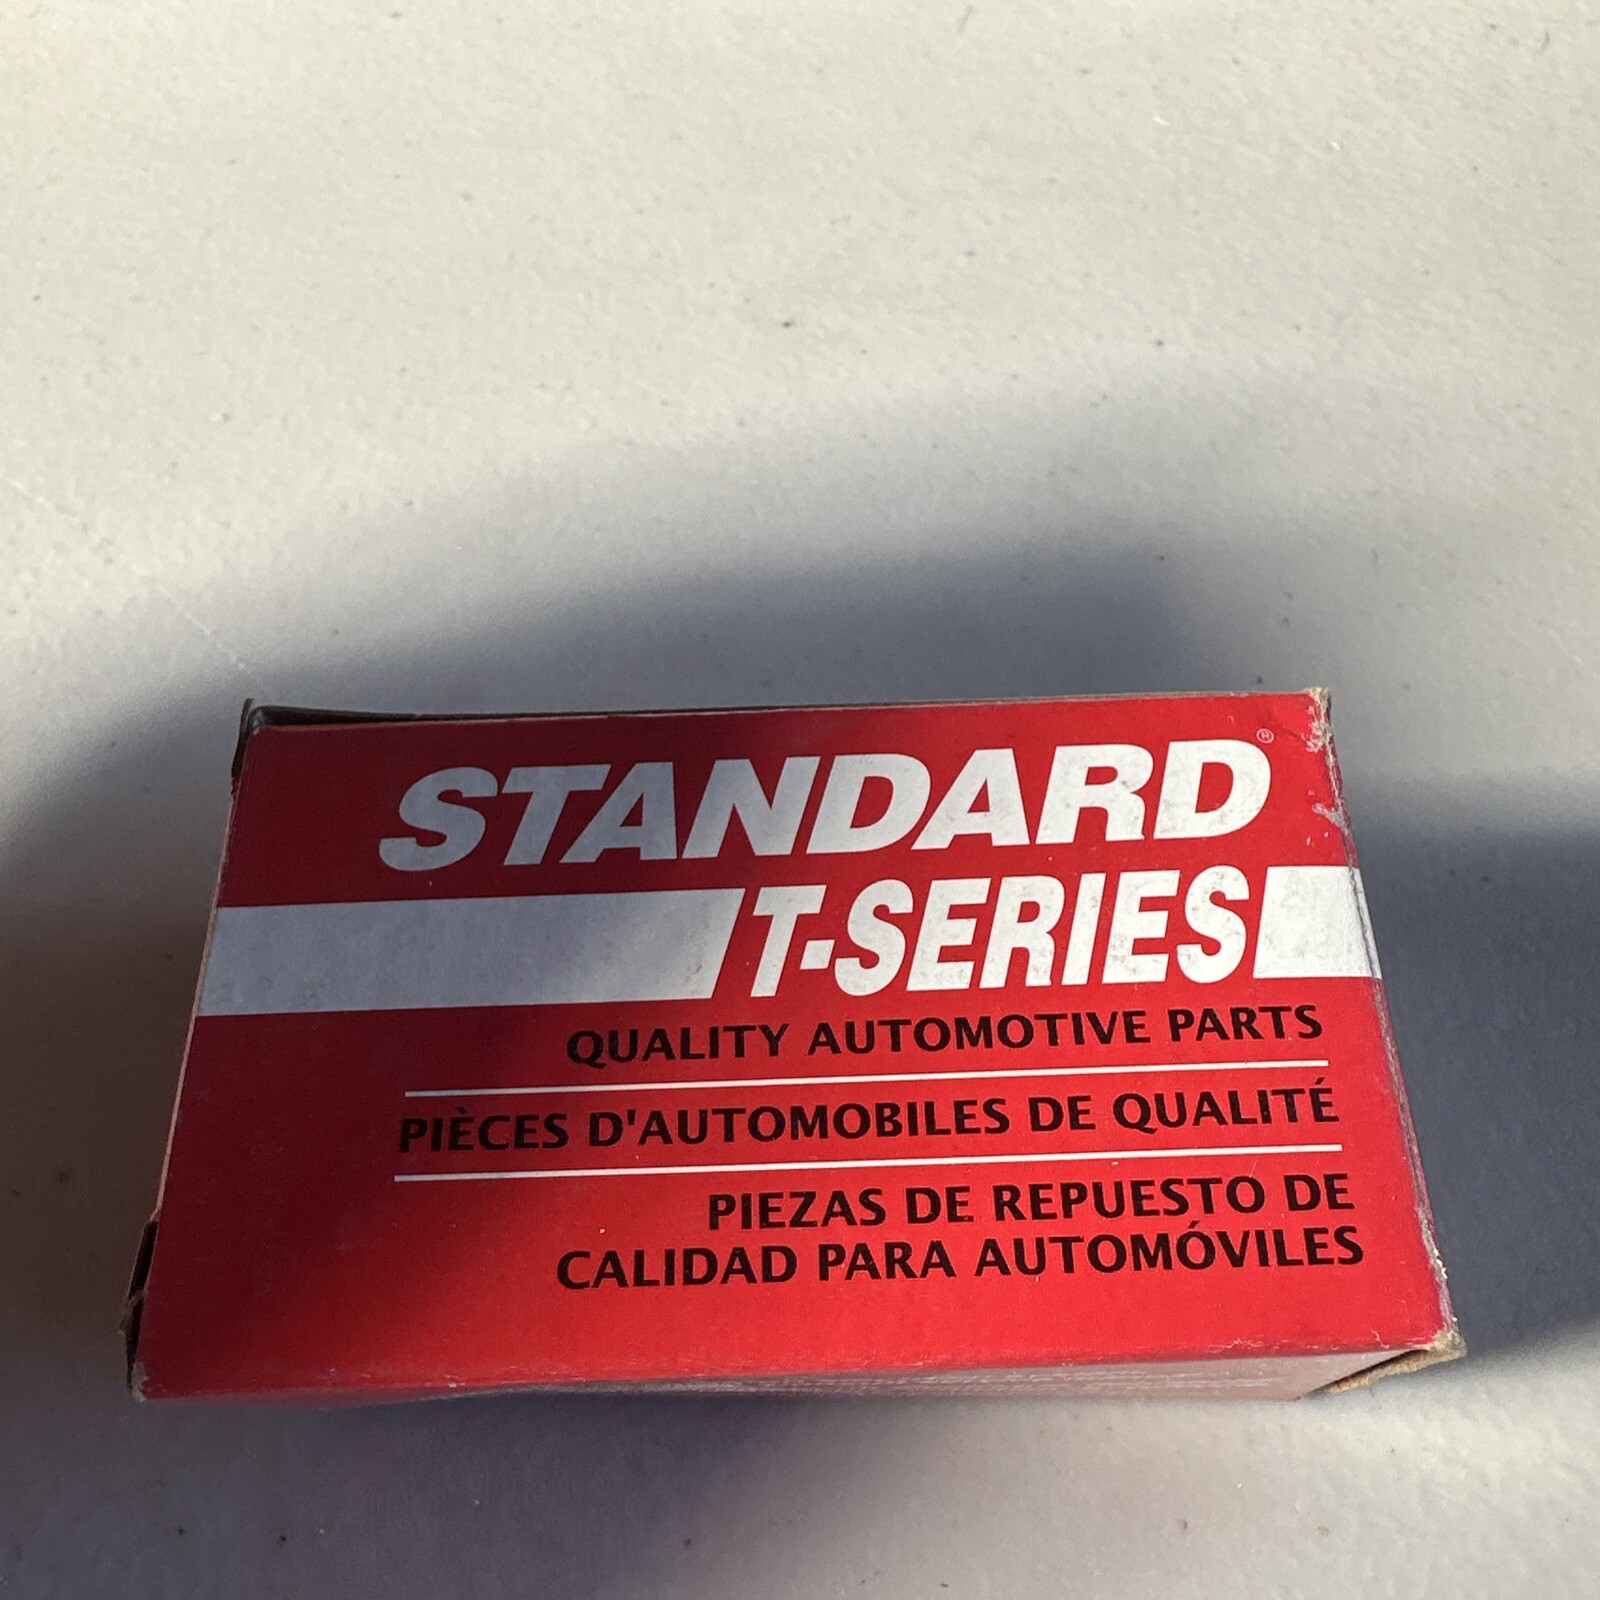 STANDARD®
T-SERIES
QUALITY AUTOMOTIVE PARTS
PIÈCES D'AUTOMOBILES DE QUALITÉ
PIEZAS DE REPUESTO DE
CALIDAD PARA AUTOMÓVILES